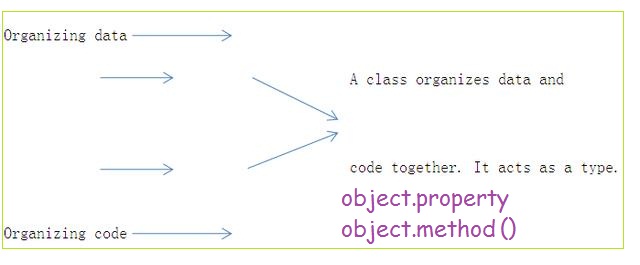 Organizing data
A class organizes data and
code together. It acts as a type.
object.property
object.method()
Organizing code